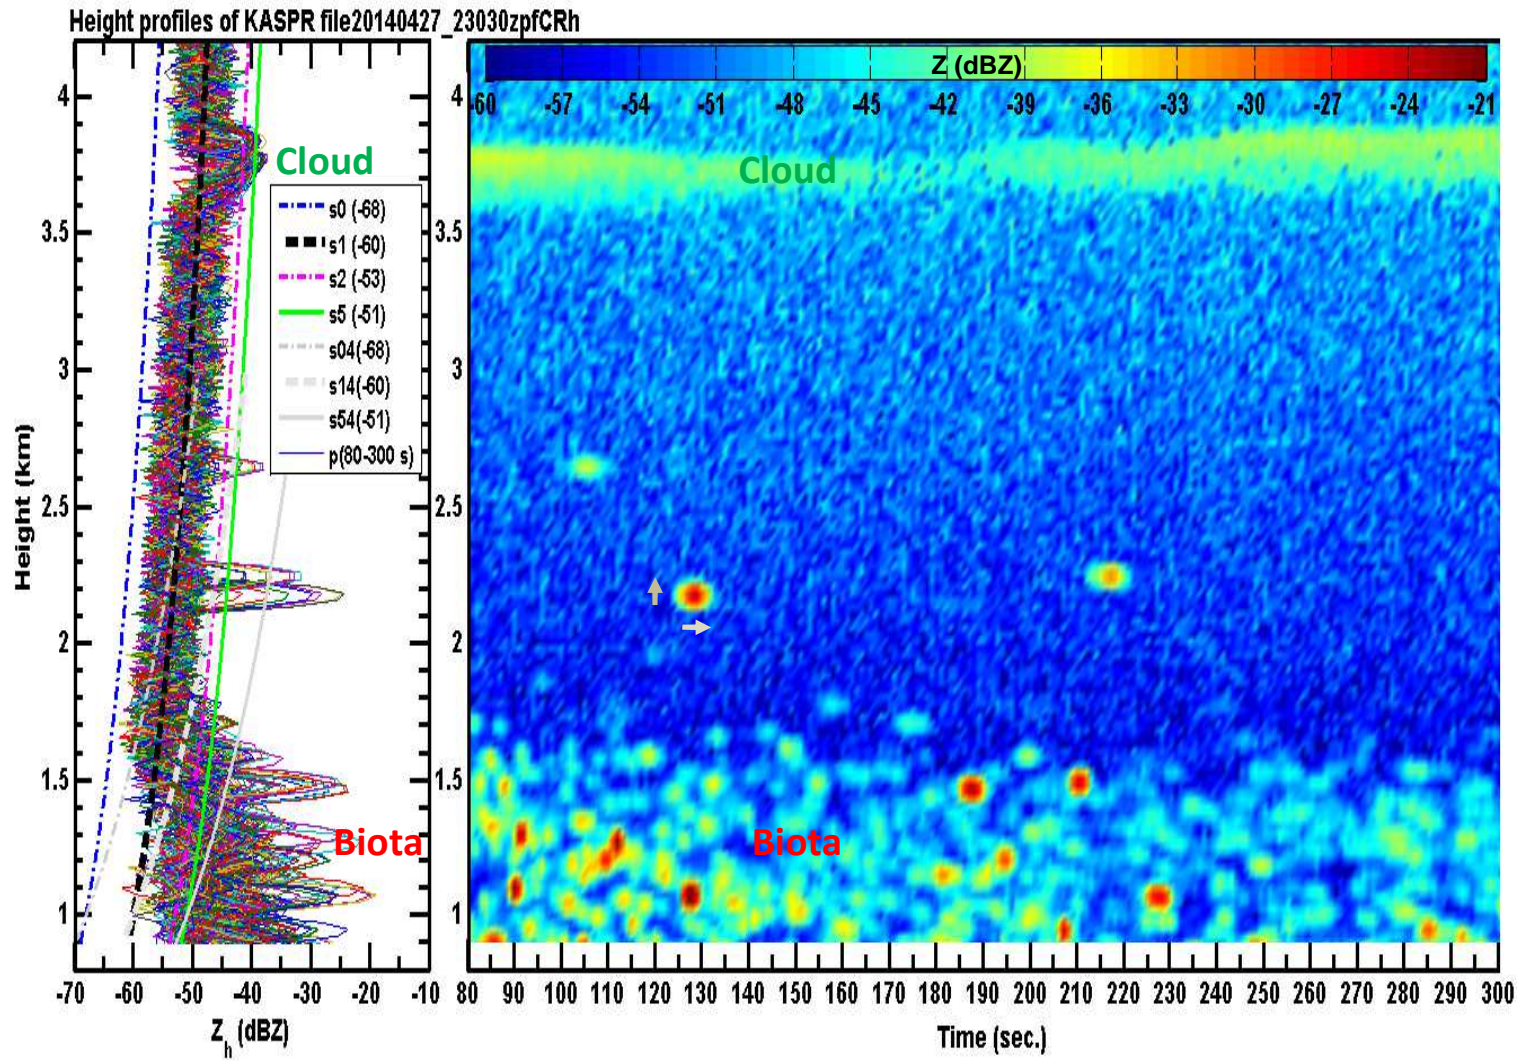 Height profiles of KASPR file20140427_23030zpfCRh
Z (dBZ)
-60 -57 -54 -51 -48 -45 -42 -39 -36 -33 -30 -27 -24 -21
Cloud
Cloud
s0 (-68)
s1 (-60)
s2 (-53)
s5 (-51)
s04(-68)
s14(-60)
s54(-51)
p(80-300 s)
Biota
Biota
Height (km)
4
3.5
3
2.5
2
1.5
1
4
3.5
3
2.5
2
1.5
1
-70 -60 -50 -40 -30 -20 -10
Zh (dBZ)
80 90 100 110 120 130 140 150 160 170 180 190 200 210 220 230 240 250 260 270 280 290 300
Time (sec.)